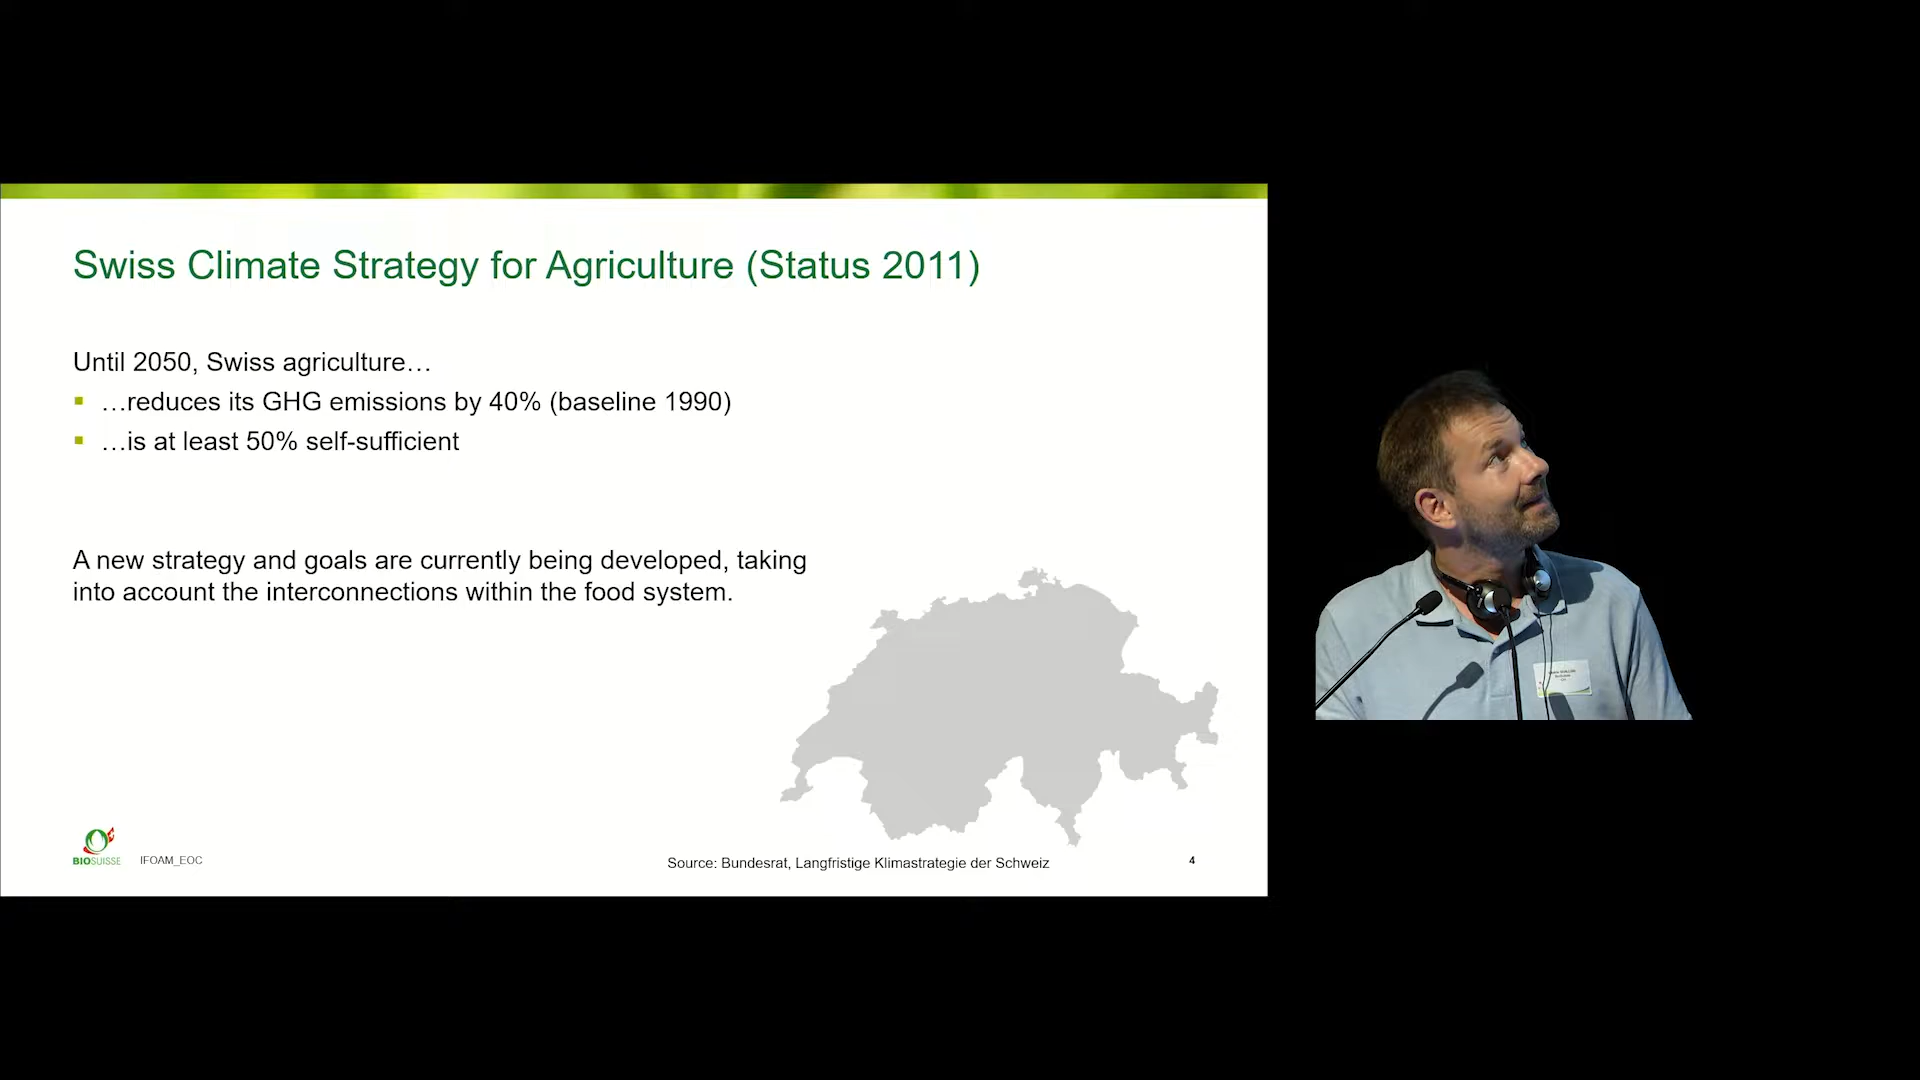 Swiss Climate Strategy for Agriculture (Status 2011)
Until 2050, Swiss agriculture…
…reduces its GHG emissions by 40% (baseline 1990)
…is at least 50% self-sufficient
A new strategy and goals are currently being developed, taking
into account the interconnections within the food system.
BIOSUISSE
IFOAM_EOC
Source: Bundesrat, Langfristige Klimastrategie der Schweiz
4